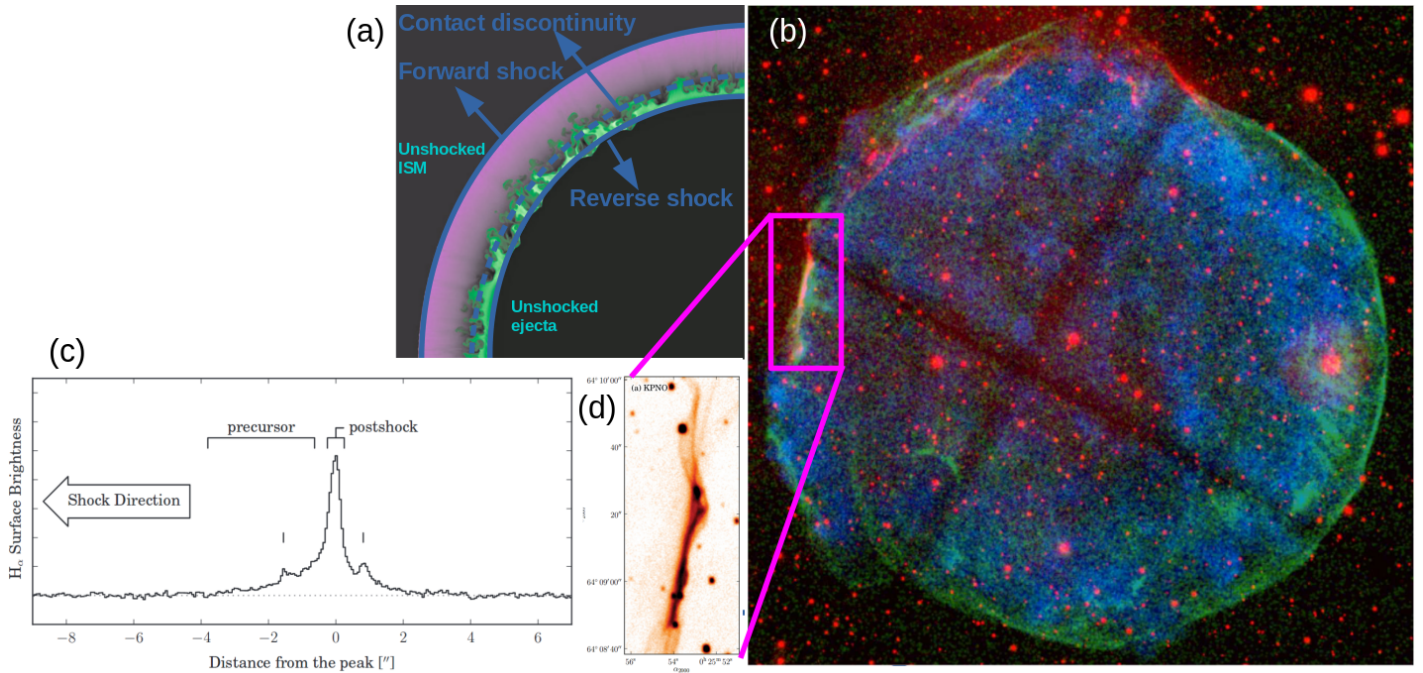 (a)
Contact discontinuity
Forward shock
Unshocked
ISM
Reverse shock
Unshocked
ejecta
(b)
(c)
precursor
postshock
Shock Direction
Hα Surface Brightness
−8 −6 −4 −2 0 2 4 6
Distance from the peak [″]
(d)
(a) KPNO
64° 10′ 00″
40″
20″
64° 09′ 00″
64° 08′ 40″
56ˢ 54ˢ 0ʰ 25ᵐ 52ˢ
α₂₀₀₀